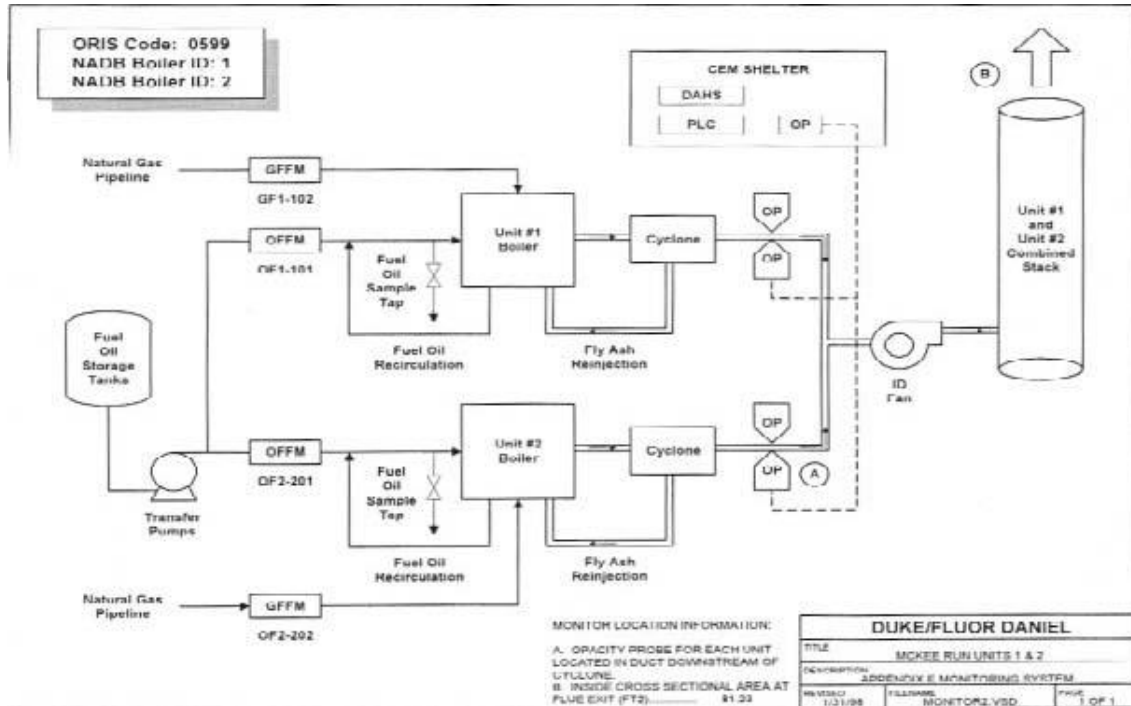 ORIS Code: 0599
NADB Boiler ID: 1
NADB Boiler ID: 2
CEM SHELTER
DAHS
PLC
OP
B
Natural Gas
Pipeline
GFFM
GF1-102
OFFM
OF1-101
Unit #1
Boiler
Cyclone
OP
OP
Unit #1
and
Unit #2
Combined
Stack
Fuel
Oil
Sample
Tap
Fuel Oil
Recirculation
Fly Ash
Reinjection
ID
Fan
Fuel
Oil
Storage
Tanks
Transfer
Pumps
OFFM
OF2-201
Unit #2
Boiler
Cyclone
OP
OP
A
Fuel
Oil
Sample
Tap
Fuel Oil
Recirculation
Fly Ash
Reinjection
Natural Gas
Pipeline
GFFM
MONITOR LOCATION INFORMATION:
A. OPACITY PROBE FOR EACH UNIT
LOCATED IN DUCT DOWNSTREAM OF
CYCLONE.
B. INSIDE CROSS SECTIONAL AREA AT
FLUE EXIT (FT2)
DUKE/FLUOR DANIEL
TITLE
MCKEE RUN UNITS 1 & 2
DESCRIPTION
APPENDIX E MONITORING SYSTEM
REVISED
FILENAME
MONITOR2.VSD
PAGE
1 OF 1